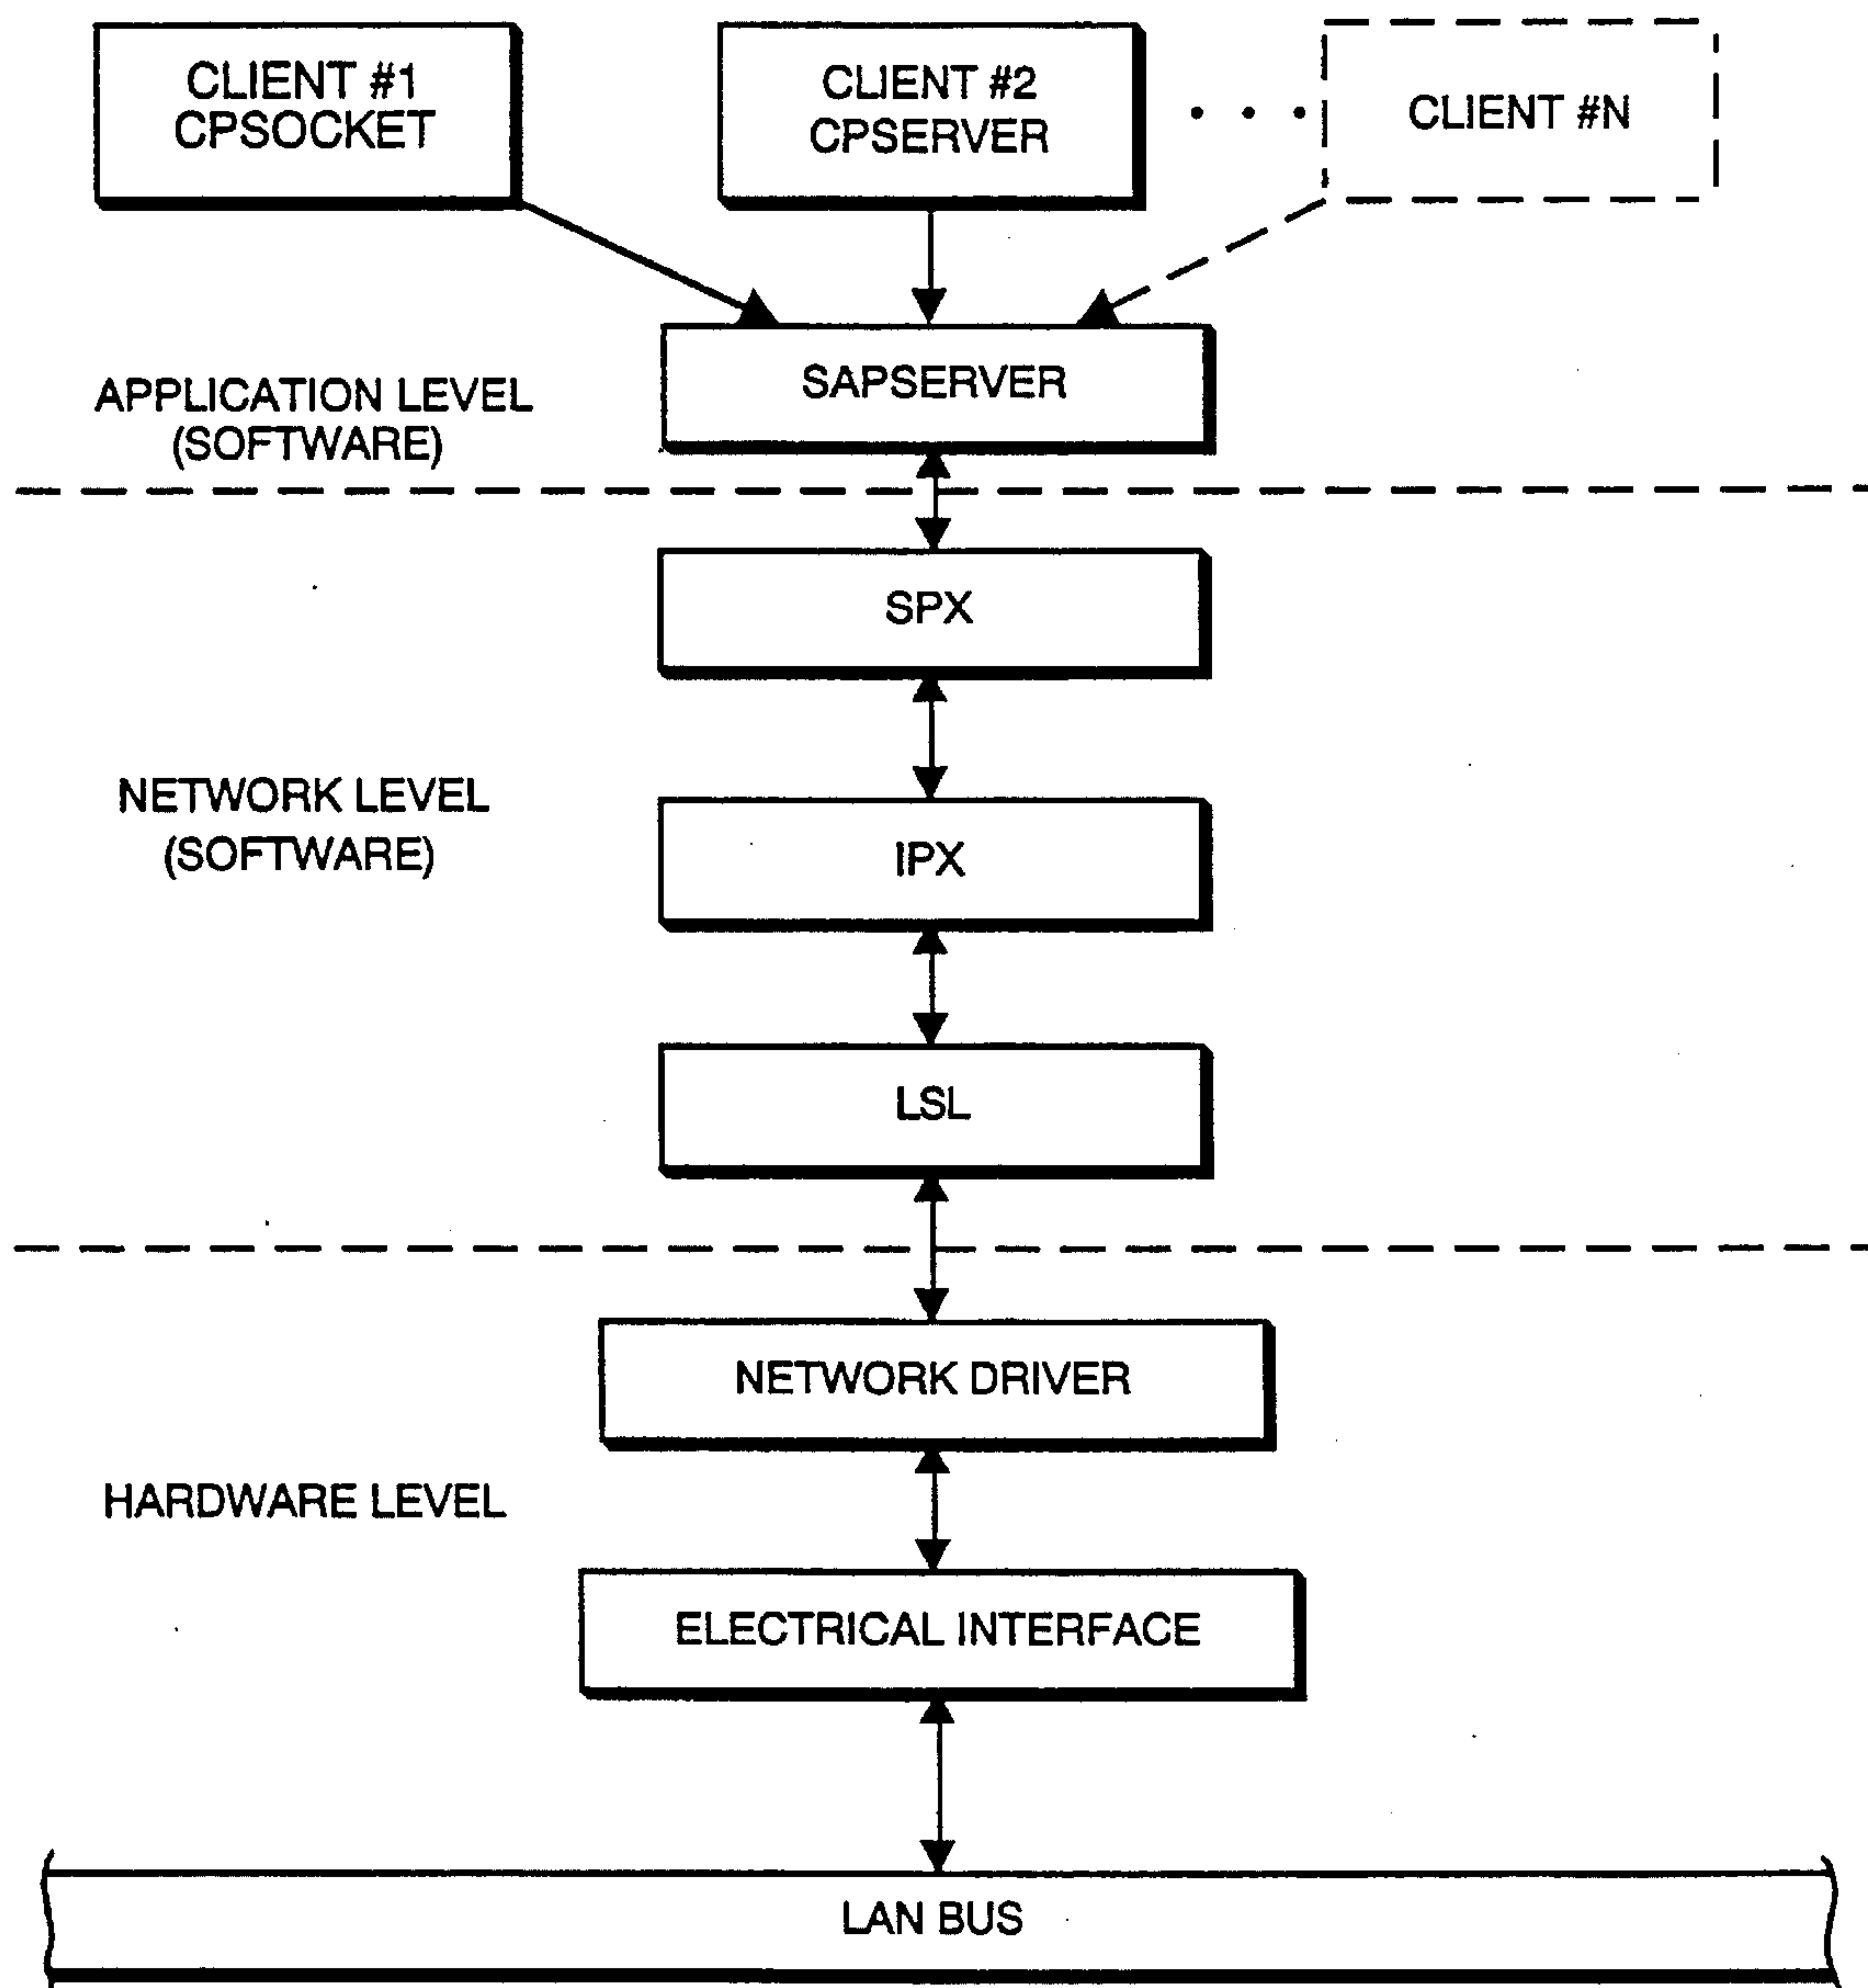 CLIENT #1
CPSOCKET
CLIENT #2
CPSERVER
CLIENT #N
SAPSERVER
APPLICATION LEVEL
(SOFTWARE)
SPX
NETWORK LEVEL
(SOFTWARE)
IPX
LSL
NETWORK DRIVER
HARDWARE LEVEL
ELECTRICAL INTERFACE
LAN BUS